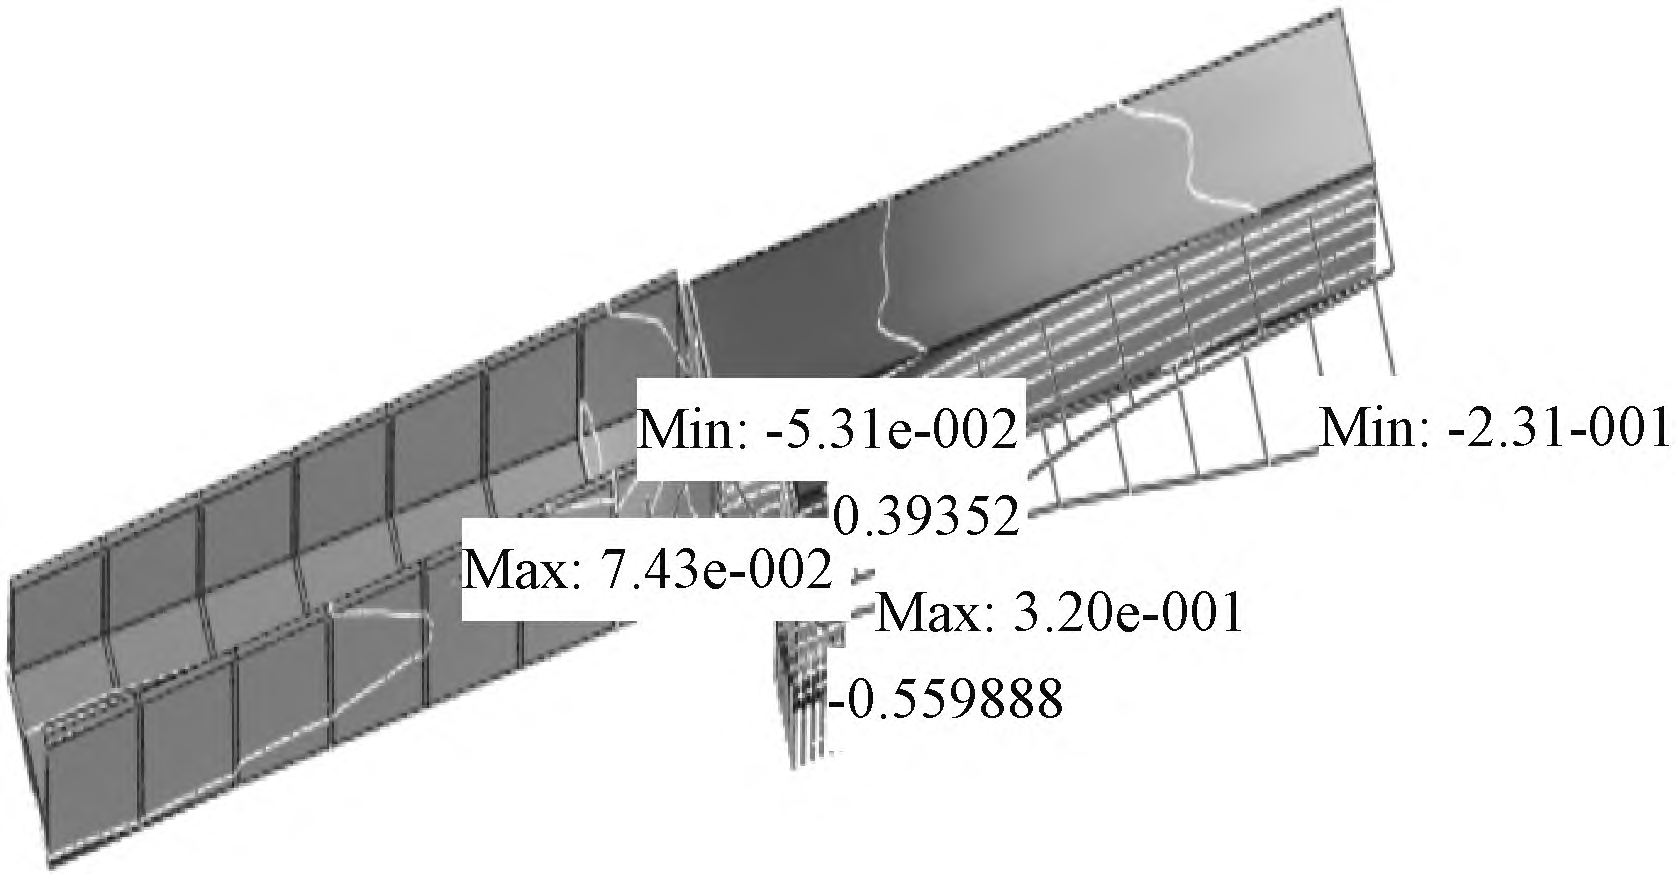 Min: -5.31e-002
Min: -2.31-001
0.39352
Max: 7.43e-002
Max: 3.20e-001
-0.559888